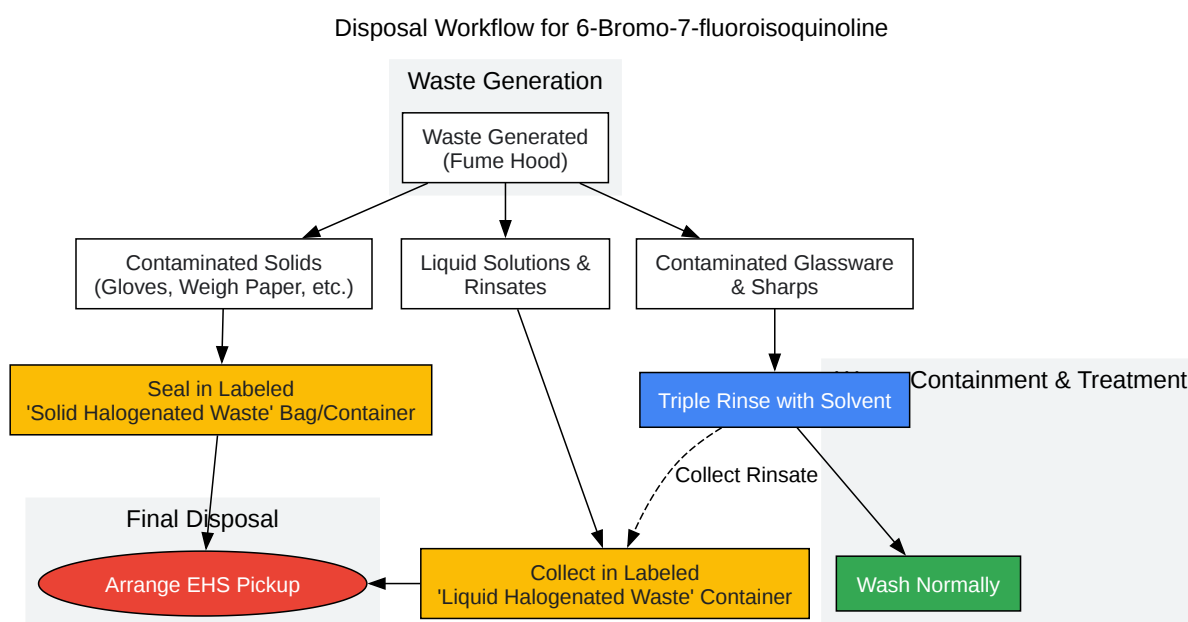 Disposal Workflow for 6-Bromo-7-fluoroisoquinoline
Waste Generation
Waste Generated
(Fume Hood)
Contaminated Solids
(Gloves, Weigh Paper, etc.)
Liquid Solutions &
Rinsates
Contaminated Glassware
& Sharps
Seal in Labeled
'Solid Halogenated Waste' Bag/Container
Triple Rinse with Solvent
Containment & Treatment
Collect Rinsate
Final Disposal
Arrange EHS Pickup
Collect in Labeled
'Liquid Halogenated Waste' Container
Wash Normally